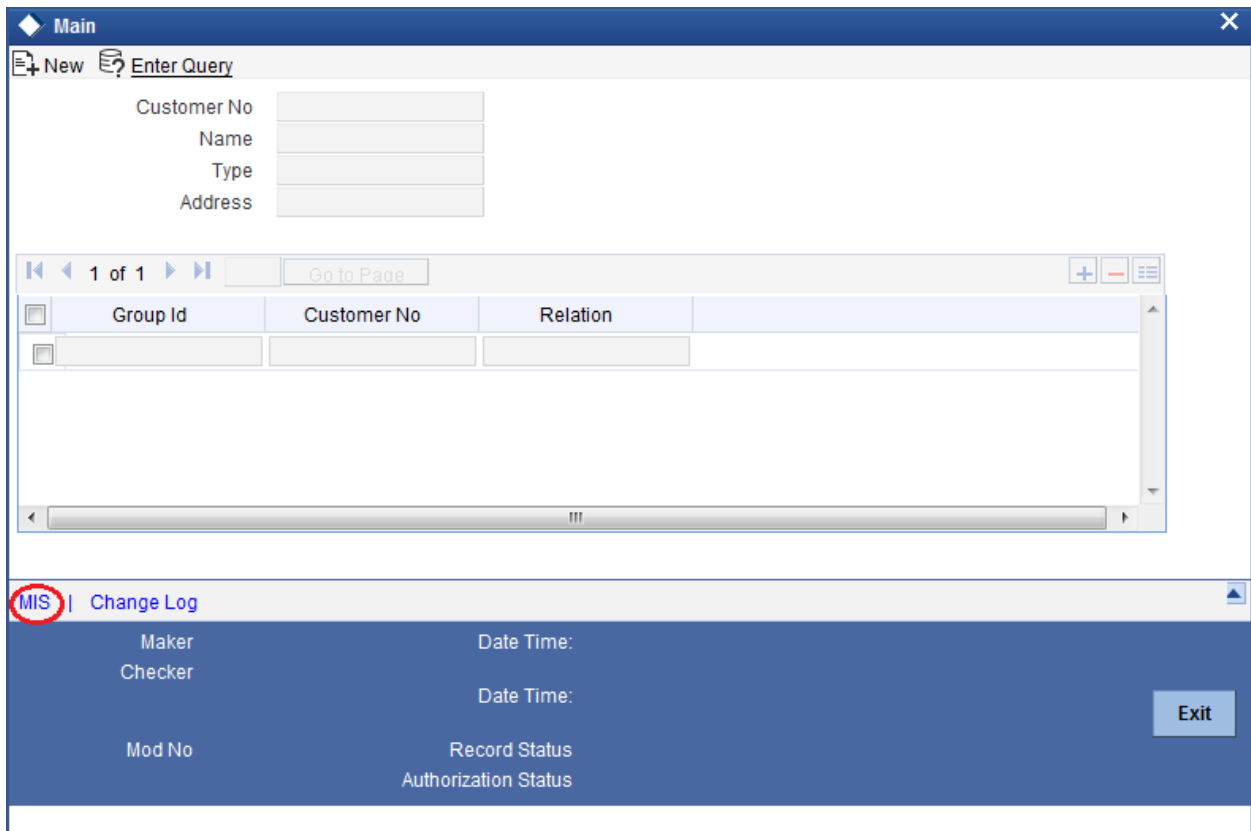 Main
New Enter Query
Customer No
Name
Type
Address
1 of 1 Go to Page
Group Id Customer No Relation
MIS | Change Log
Maker Date Time:
Checker
Date Time:
Exit
Mod No Record Status
Authorization Status